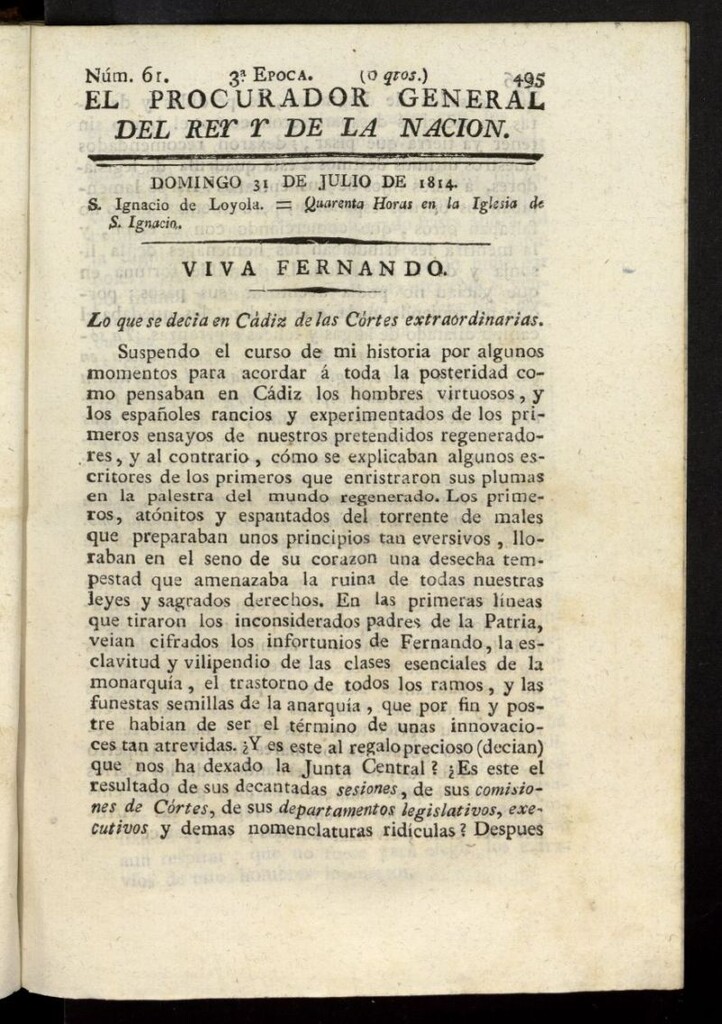 Núm. 61. 3ª EPOCA. (0 qtos.) 495
EL PROCURADOR GENERAL
DEL REY Y DE LA NACION.
DOMINGO 31 DE JULIO DE 1814.
S. Ignacio de Loyola. = Quarenta Horas en la Iglesia de
S. Ignacio.
VIVA FERNANDO.
Lo que se decia en Cádiz de las Córtes extraordinarias.
Suspendo el curso de mi historia por algunos
momentos para acordar á toda la posteridad co-
mo pensaban en Cádiz los hombres virtuosos, y
los españoles rancios y experimentados de los pri-
meros ensayos de nuestros pretendidos regenerado-
res, y al contrario, cómo se explicaban algunos es-
critores de los primeros que enristraron sus plumas
en la palestra del mundo regenerado. Los prime-
ros, atónitos y espantados del torrente de males
que preparaban unos principios tan eversivos, llo-
raban en el seno de su corazon una desecha tem-
pestad que amenazaba la ruina de todas nuestras
leyes y sagrados derechos. En las primeras líneas
que tiraron los inconsiderados padres de la Patria,
veian cifrados los infortunios de Fernando, la es-
clavitud y vilipendio de las clases esenciales de la
monarquía, el trastorno de todos los ramos, y las
funestas semillas de la anarquía, que por fin y pos-
tre habian de ser el término de unas innovacio-
ces tan atrevidas. ¿Y es este al regalo precioso (decian)
que nos ha dexado la Junta Central? ¿Es este el
resultado de sus decantadas sesiones, de sus comisio-
nes de Córtes, de sus departamentos legislativos, exe-
cutivos y demas nomenclaturas ridículas? Despues